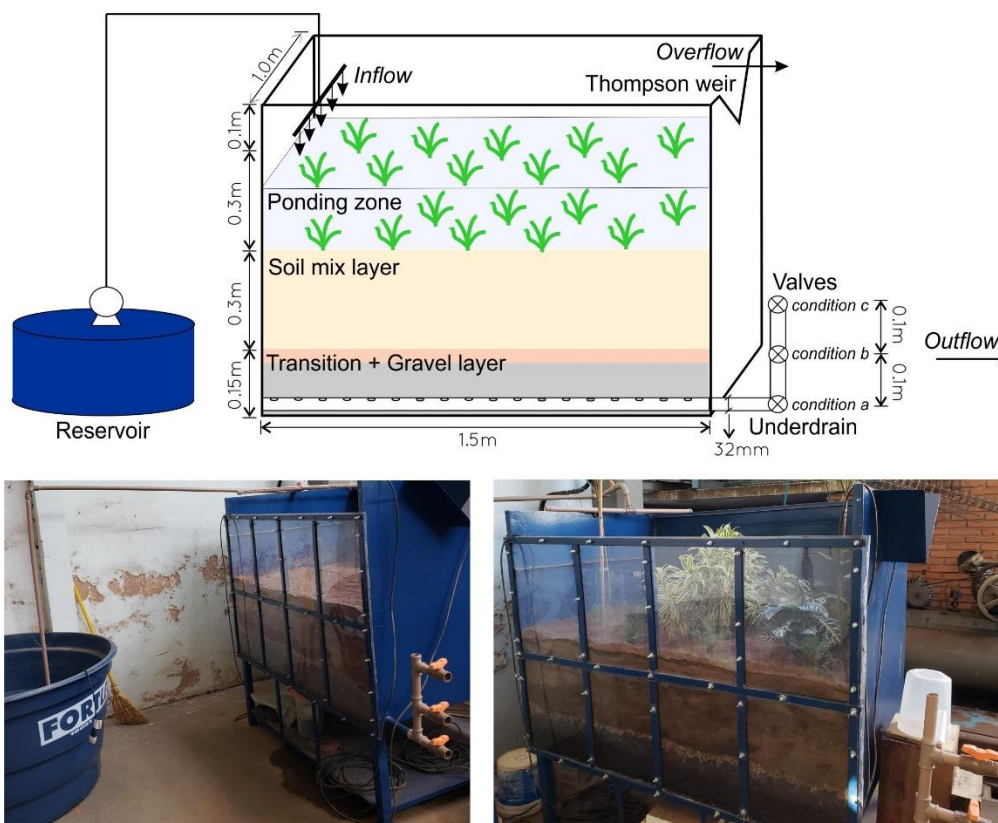 1.0m
Inflow
Overflow
Thompson weir
0.1m
0.3m
Ponding zone
Soil mix layer
0.3m
Transition + Gravel layer
0.15m
1.5m
Reservoir
Valves
condition c
0.1m
condition b
0.1m
condition a
Outflow
Underdrain
32mm